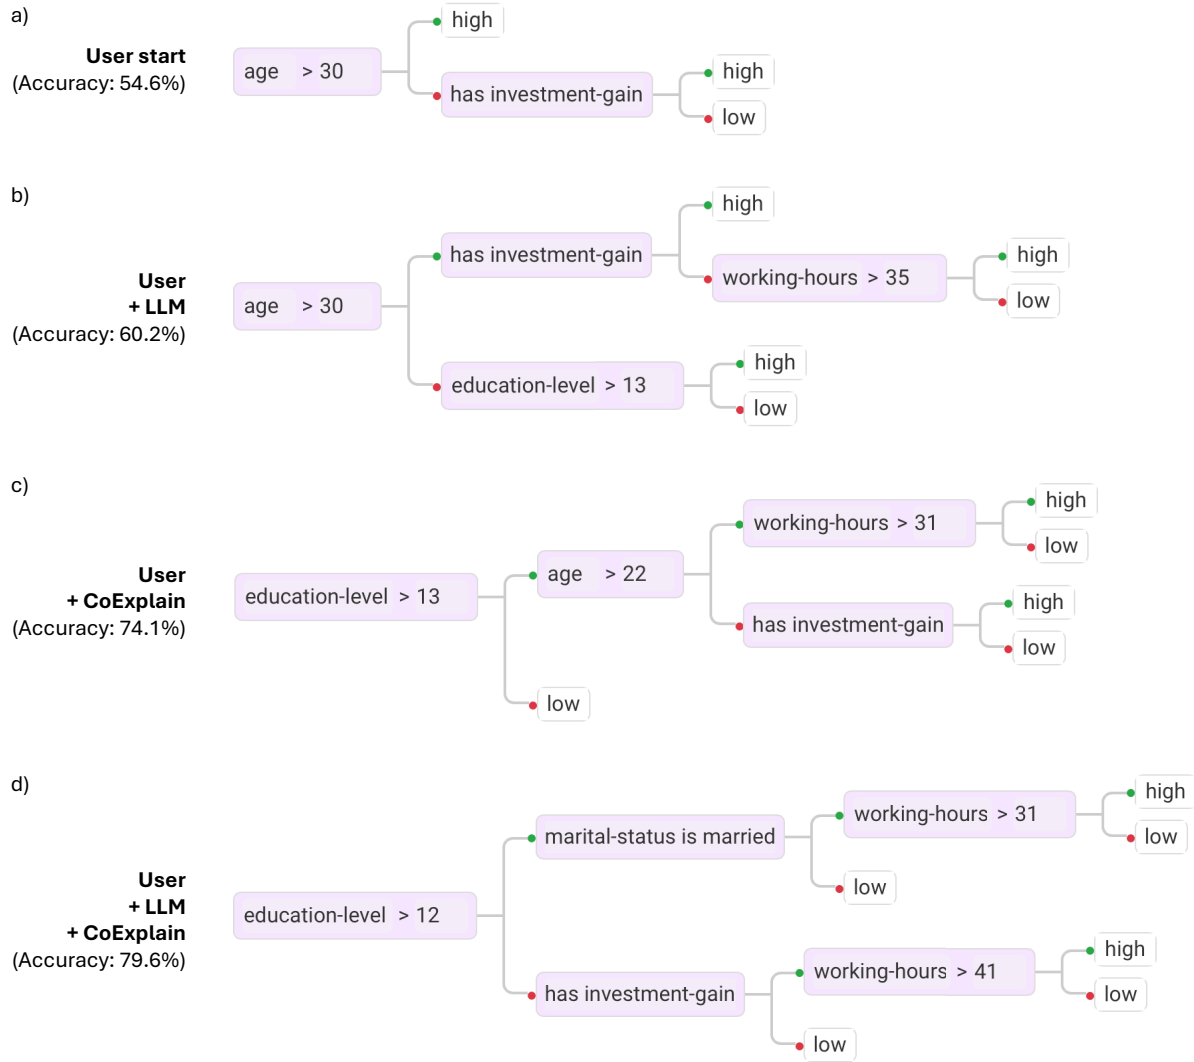 a)
User start
(Accuracy: 54.6%)
age > 30
high
has investment-gain
high
low
b)
User
+ LLM
(Accuracy: 60.2%)
age > 30
has investment-gain
high
working-hours > 35
high
low
education-level > 13
high
low
c)
User
+ CoExplain
(Accuracy: 74.1%)
education-level > 13
age > 22
working-hours > 31
high
low
has investment-gain
high
low
low
d)
User
+ LLM
+ CoExplain
(Accuracy: 79.6%)
education-level > 12
marital-status is married
working-hours > 31
high
low
low
has investment-gain
working-hours > 41
high
low
low